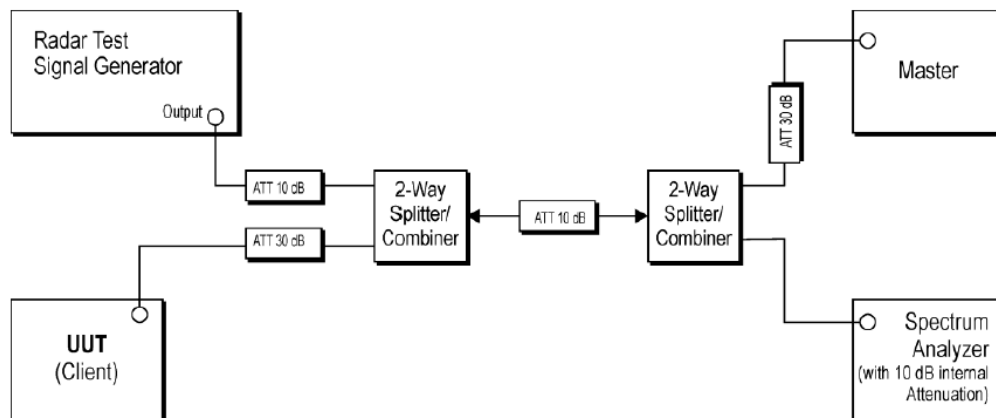 Radar Test
Signal Generator
Output
ATT 10 dB
ATT 30 dB
2-Way
Splitter/
Combiner
ATT 10 dB
2-Way
Splitter/
Combiner
ATT 30 dB
Master
UUT
(Client)
Spectrum
Analyzer
(with 10 dB internal
Attenuation)